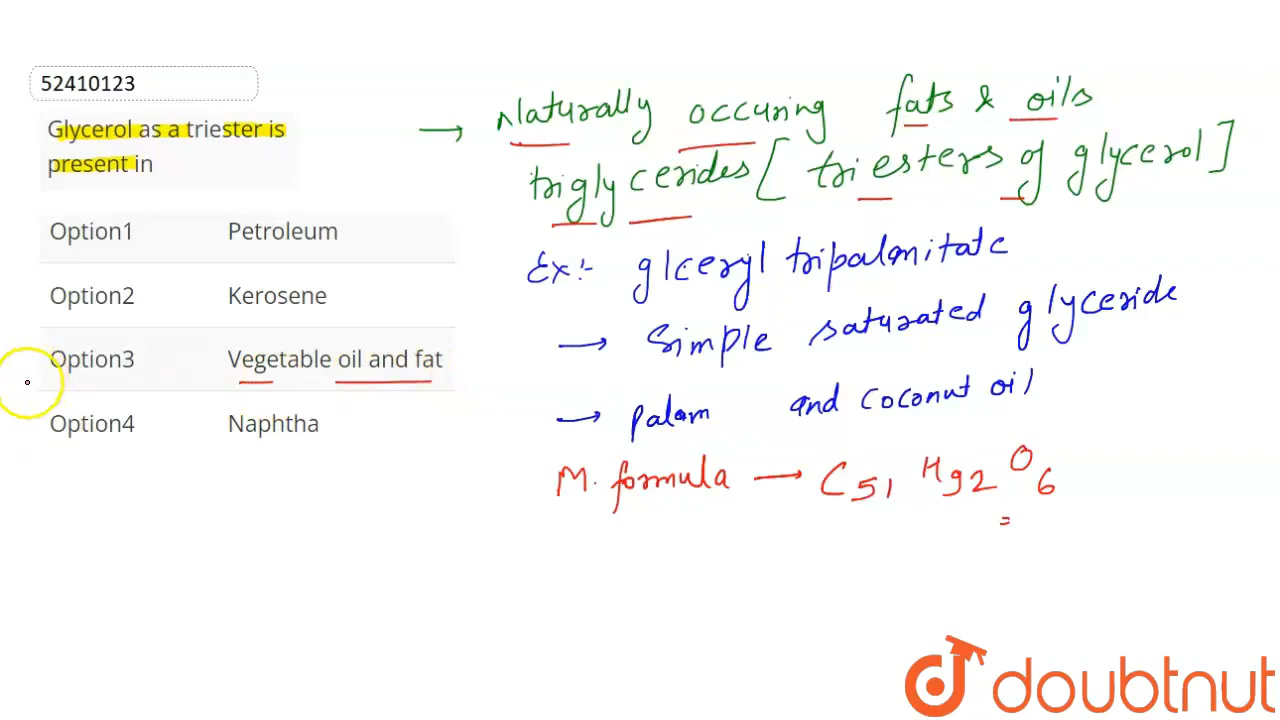 52410123
Glycerol as a triester is
present in
Option1 Petroleum
Option2 Kerosene
Option3 Vegetable oil and fat
Option4 Naphtha
→ Naturally occuring fats & oils
triglycerides [triesters of glycerol]
Ex:- glceryl tripalmitate
→ Simple saturated glyceride
→ palam and coconut oil
M. formula → C51 H92 O6
=
doubtnut